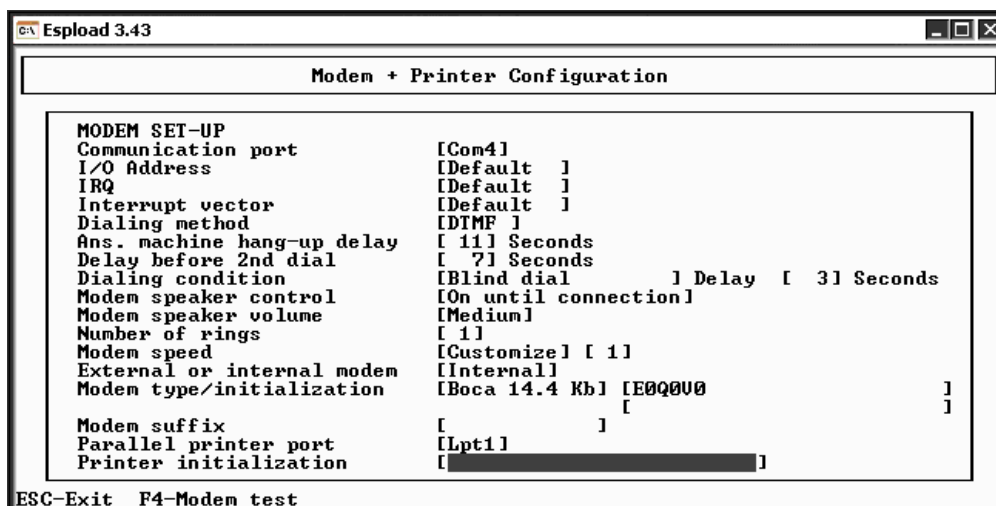 Espload 3.43
Modem + Printer Configuration
MODEM SET-UP
Communication port [Com4]
I/O Address [Default ]
IRQ [Default ]
Interrupt vector [Default ]
Dialing method [DTMF ]
Ans. machine hang-up delay [ 11] Seconds
Delay before 2nd dial [ 7] Seconds
Dialing condition [Blind dial ] Delay [ 3] Seconds
Modem speaker control [On until connection]
Modem speaker volume [Medium]
Number of rings [ 1]
Modem speed [Customize] [ 1]
External or internal modem [Internal]
Modem type/initialization [Boca 14.4 Kb] [E0Q0V0 ]
[ ]
Modem suffix [ ]
Parallel printer port [Lpt1]
Printer initialization [ ]
ESC-Exit F4-Modem test